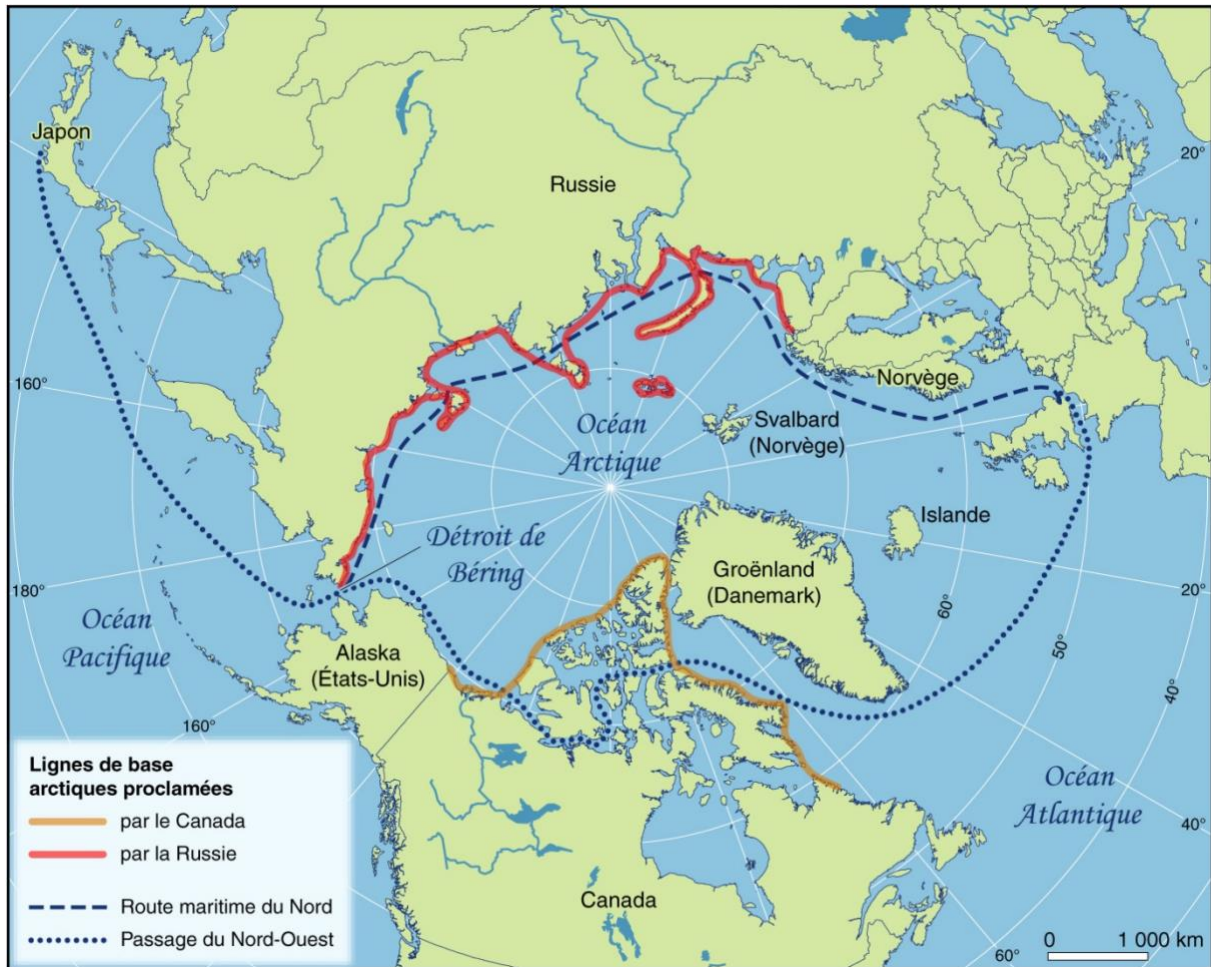 Japon
20°
Russie
160°
Norvège
Océan
Arctique
Svalbard
(Norvège)
Islande
Détroit de
Béring
Groënland
(Danemark)
180°
20°
60°
50°
40°
Océan
Pacifique
Alaska
(États-Unis)
160°
Océan
Atlantique
40°
Canada
60°
0 1 000 km
Lignes de base
arctiques proclamées
par le Canada
par la Russie
Route maritime du Nord
Passage du Nord-Ouest